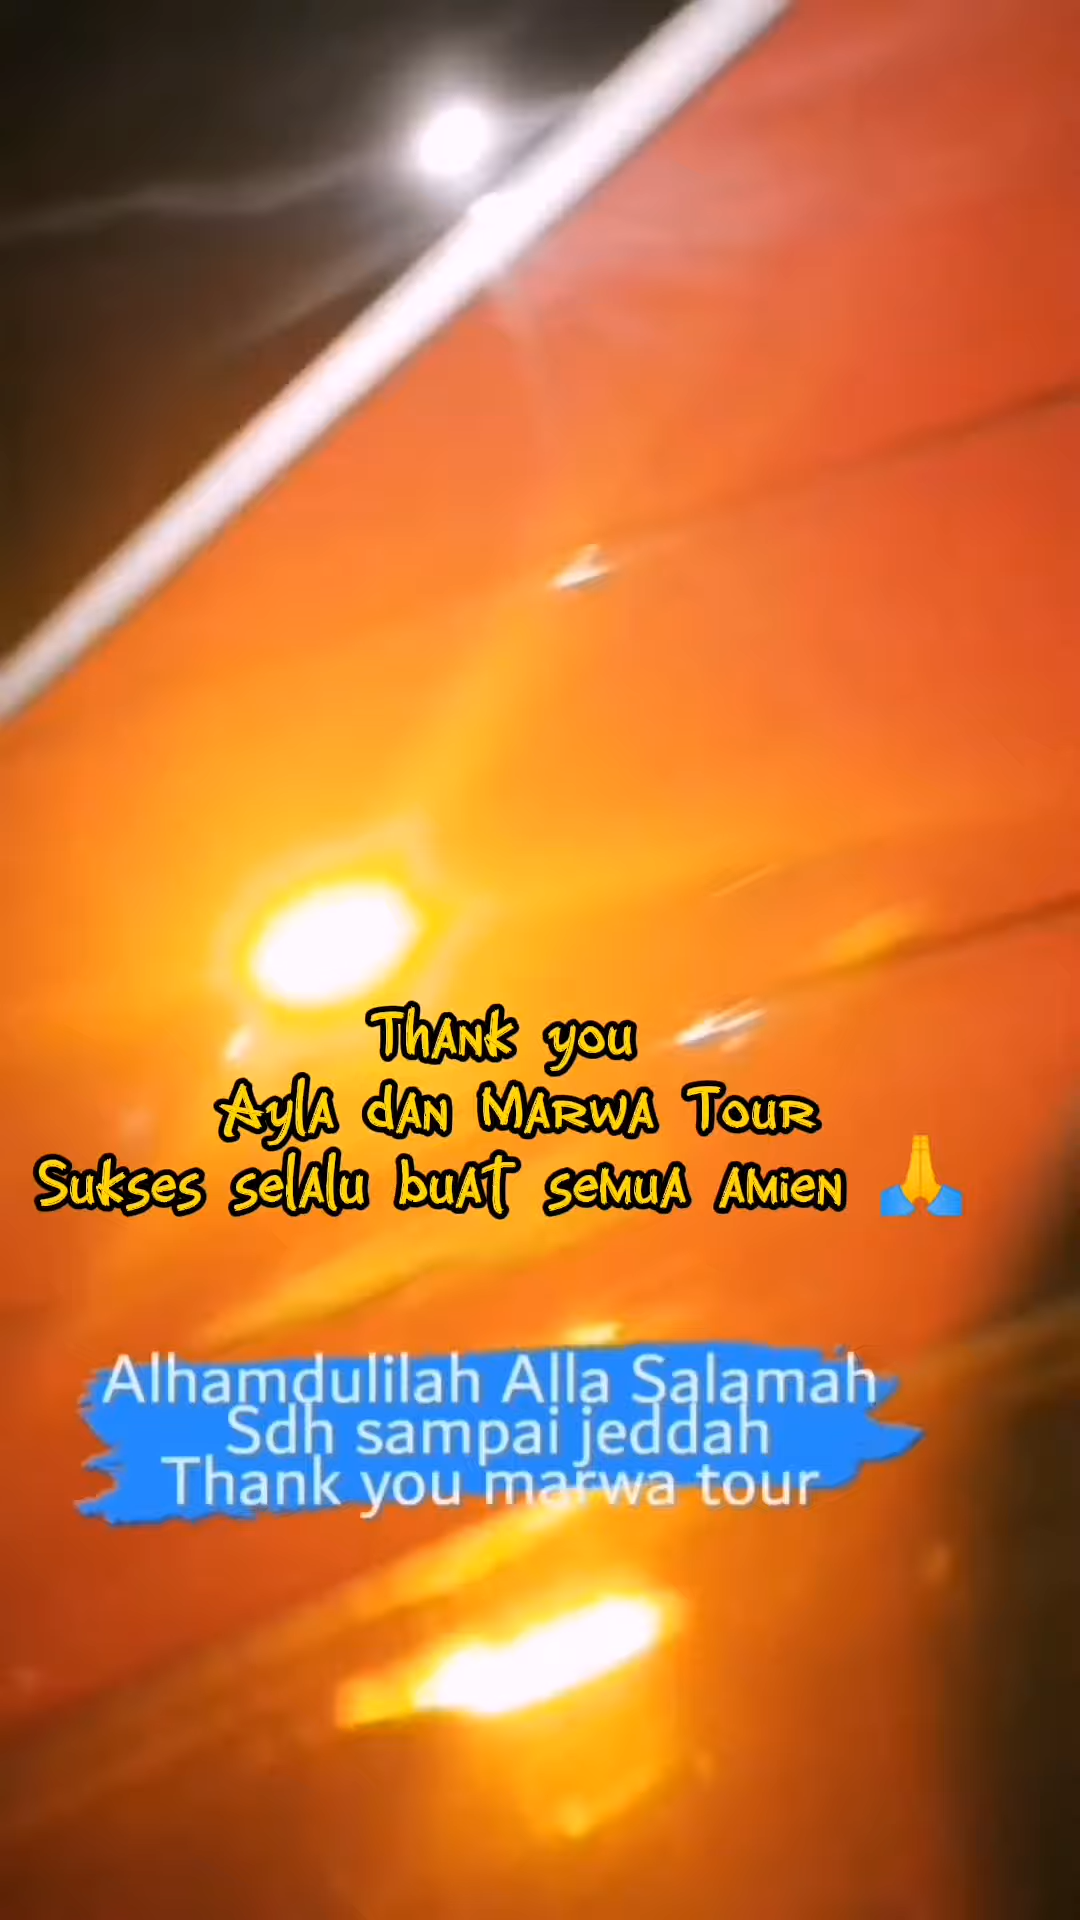 Thank you
Ayla dan Marwa Tour
Sukses selalu buat semua amien 🙏
Alhamdulilah Alla Salamah
Sdh sampai jeddah
Thank you marwa tour